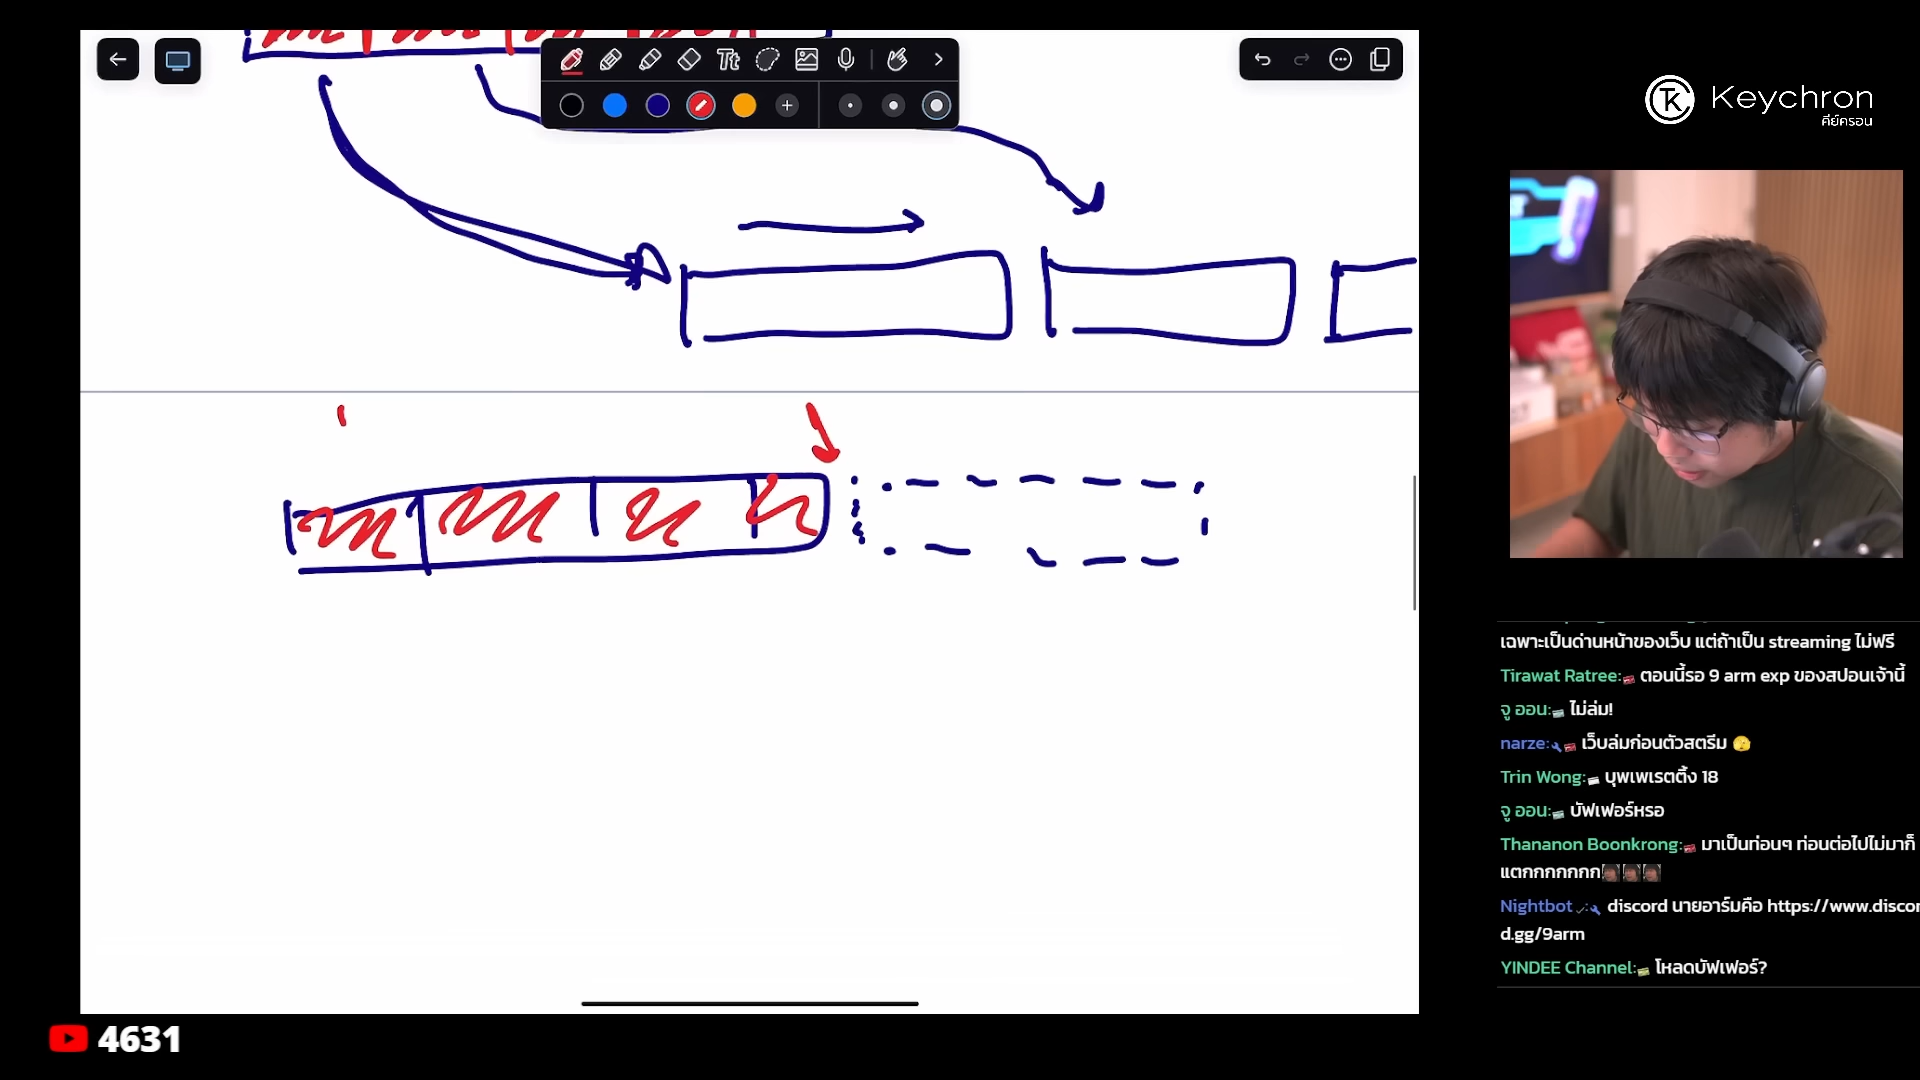 Tt
Keychron
คีย์ครอน
เฉพาะเป็นด่านหน้าของเว็บ แต่ถ้าเป็น streaming ไม่ฟรี
Tirawat Ratree: ตอนนี้รอ 9 arm exp ของสปอนเจ้านี้
จู ออน: ไม่ล่ม!
narze: เว็บล่มก่อนตัวสตรีม 🫣
Trin Wong: บุพเพเรตติ้ง 18
จู ออน: บัฟเฟอร์หรอ
Thananon Boonkrong: มาเป็นท่อนๆ ท่อนต่อไปไม่มาก็
แตกกกกกกก
Nightbot: discord นายอาร์มคือ https://www.discor
d.gg/9arm
YINDEE Channel: โหลดบัฟเฟอร์?
4631